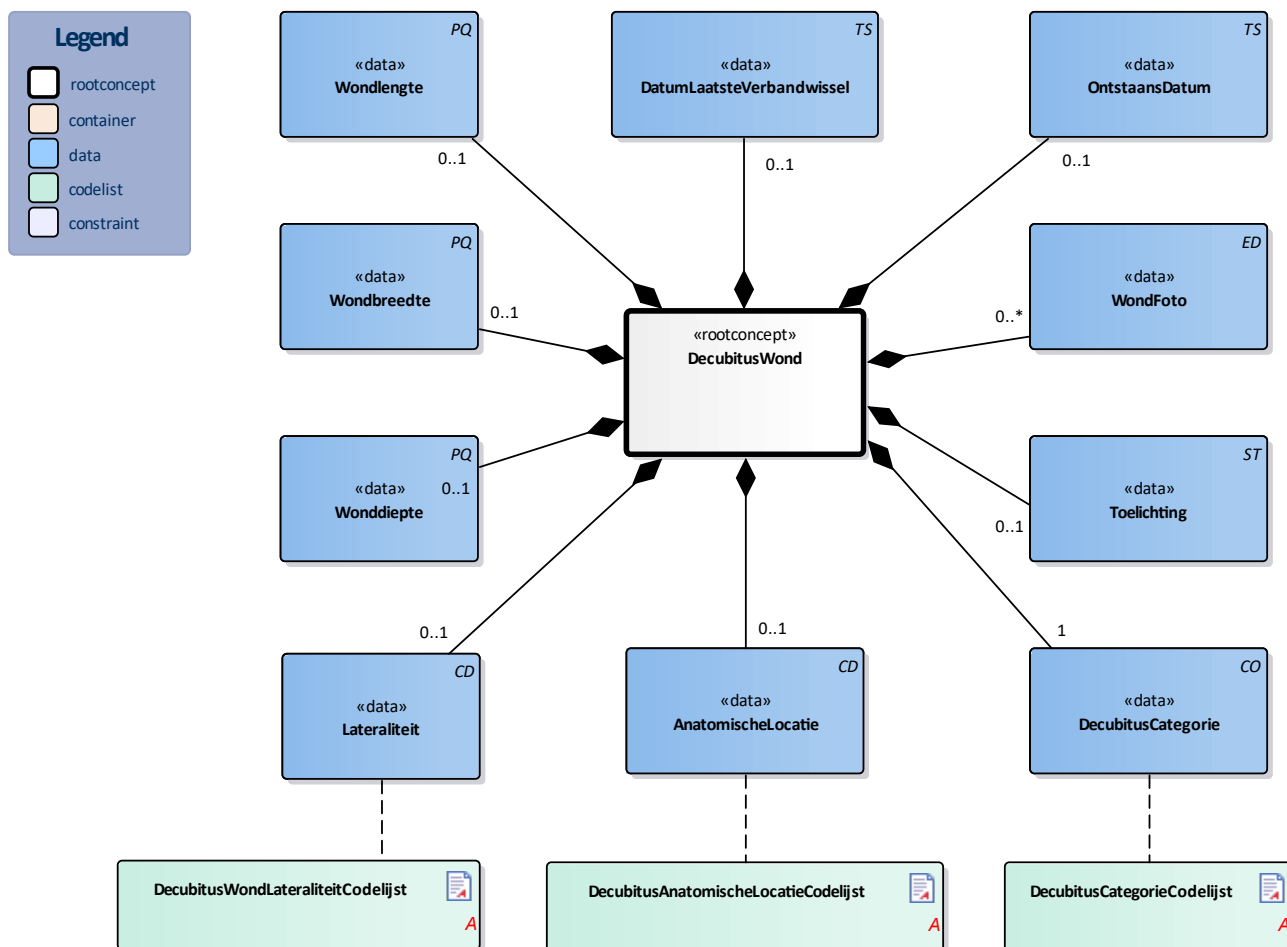 Legend
rootconcept
container
data
codelist
constraint
PQ
«data»
Wondlengte
0..1
TS
«data»
DatumLaatsteVerbandwissel
0..1
TS
«data»
OntstaansDatum
0..1
PQ
«data»
Wondbreedte
0..1
«rootconcept»
DecubitusWond
ED
«data»
WondFoto
0..*
PQ
«data»
Wonddiepte
0..1
ST
«data»
Toelichting
0..1
0..1
CD
«data»
Lateraliteit
0..1
CD
«data»
AnatomischeLocatie
1
CO
«data»
DecubitusCategorie
DecubitusWondLateraliteitCodelijst
A
DecubitusAnatomischeLocatieCodelijst
A
DecubitusCategorieCodelijst
A